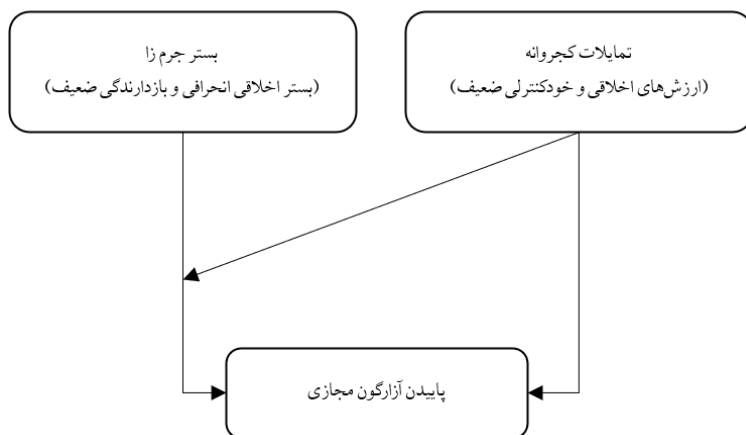 تمایلات کجروانه
(ارزش‌های اخلاقی و خودکنترلی ضعیف)
بستر جرم زا
(بستر اخلاقی انحرافی و بازدارندگی ضعیف)
پاییدن آزارگون مجازی